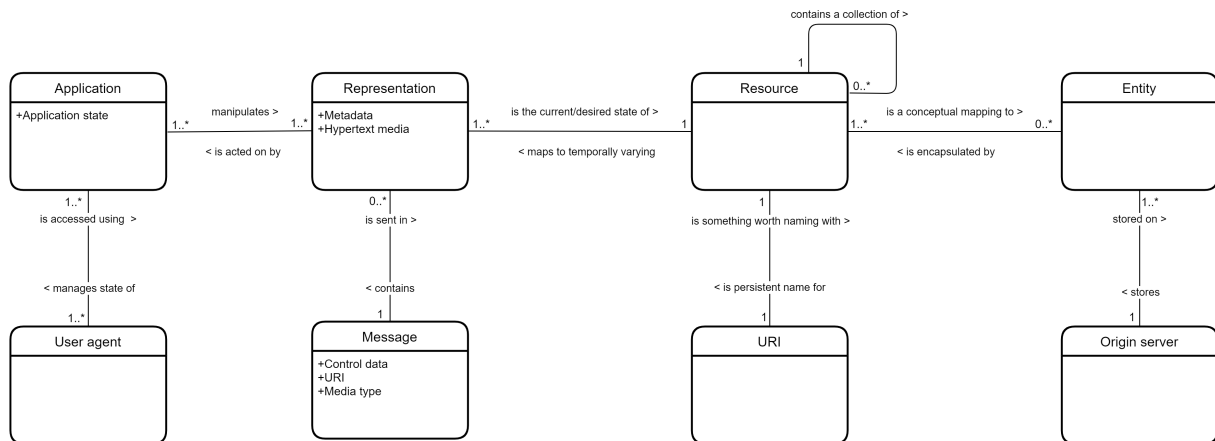 contains a collection of >
1
0..*
Application
+Application state
manipulates >
1..*
1..*
< is acted on by
Representation
+Metadata
+Hypertext media
is the current/desired state of >
1..*
1
< maps to temporally varying
Resource
is a conceptual mapping to >
1..*
0..*
< is encapsulated by
Entity
1..*
is accessed using >
< manages state of
1..*
0..*
is sent in >
< contains
1
1
is something worth naming with >
< is persistent name for
1
1..*
stored on >
< stores
1
User agent
Message
+Control data
+URI
+Media type
URI
Origin server